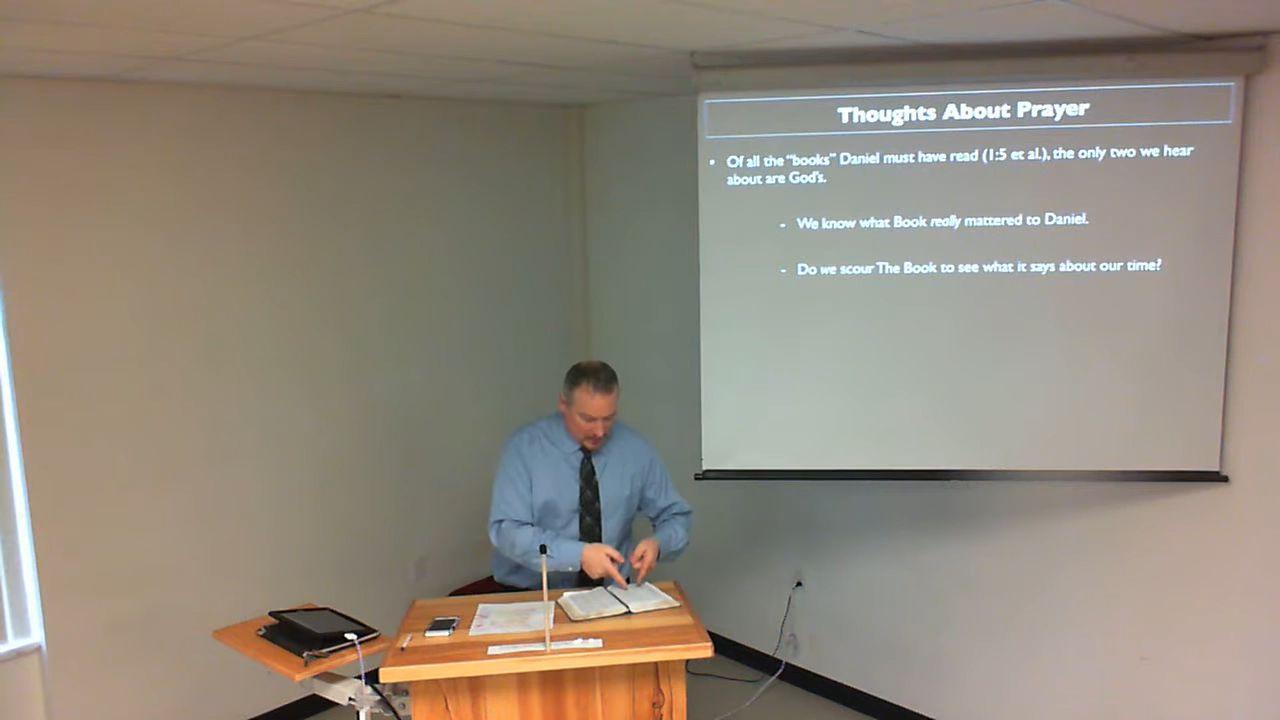 Thoughts About Prayer
• Of all the "books" Daniel must have read (1:5 et al.), the only two we hear
about are God's.
- We know what Book really mattered to Daniel.
- Do we scour The Book to see what it says about our time?